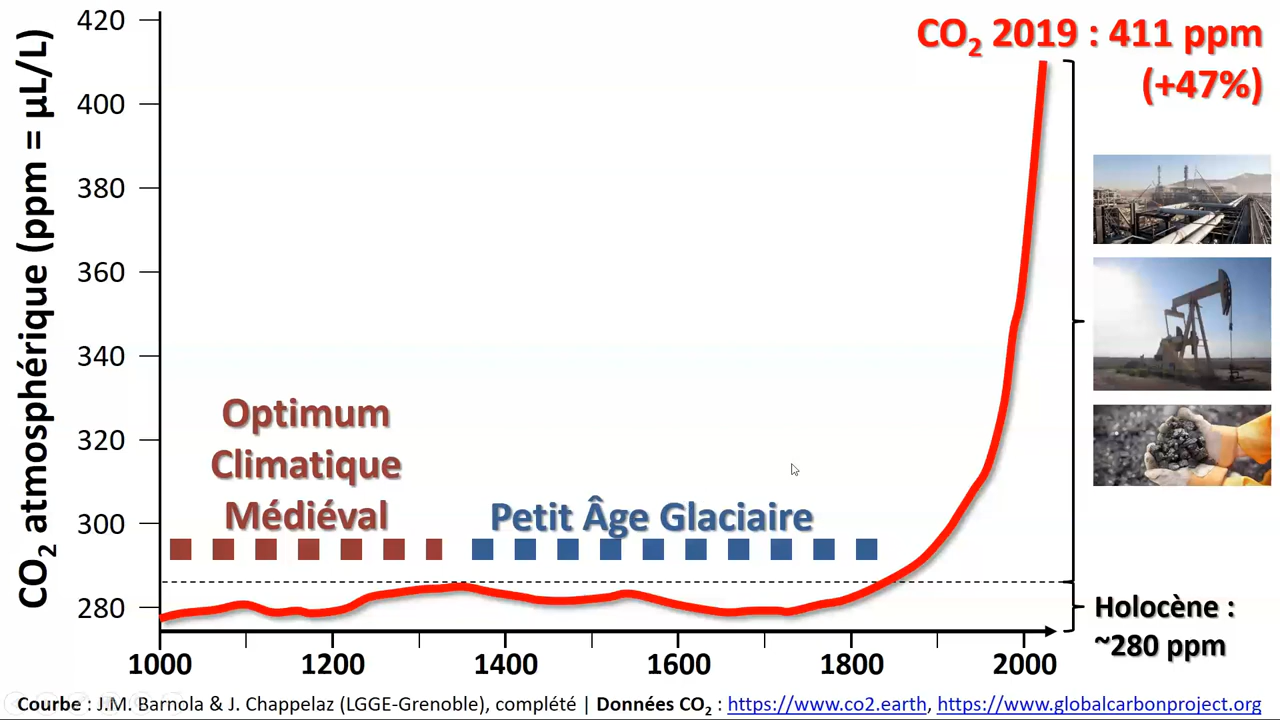 CO₂ 2019 : 411 ppm
(+47%)
CO₂ atmosphérique (ppm = µL/L)
420
400
380
360
340
320
300
280
Optimum
Climatique
Médiéval
Petit Âge Glaciaire
Holocène :
~280 ppm
1000 1200 1400 1600 1800 2000
Courbe : J.M. Barnola & J. Chappelaz (LGGE-Grenoble), complété | Données CO₂ : https://www.co2.earth, https://www.globalcarbonproject.org